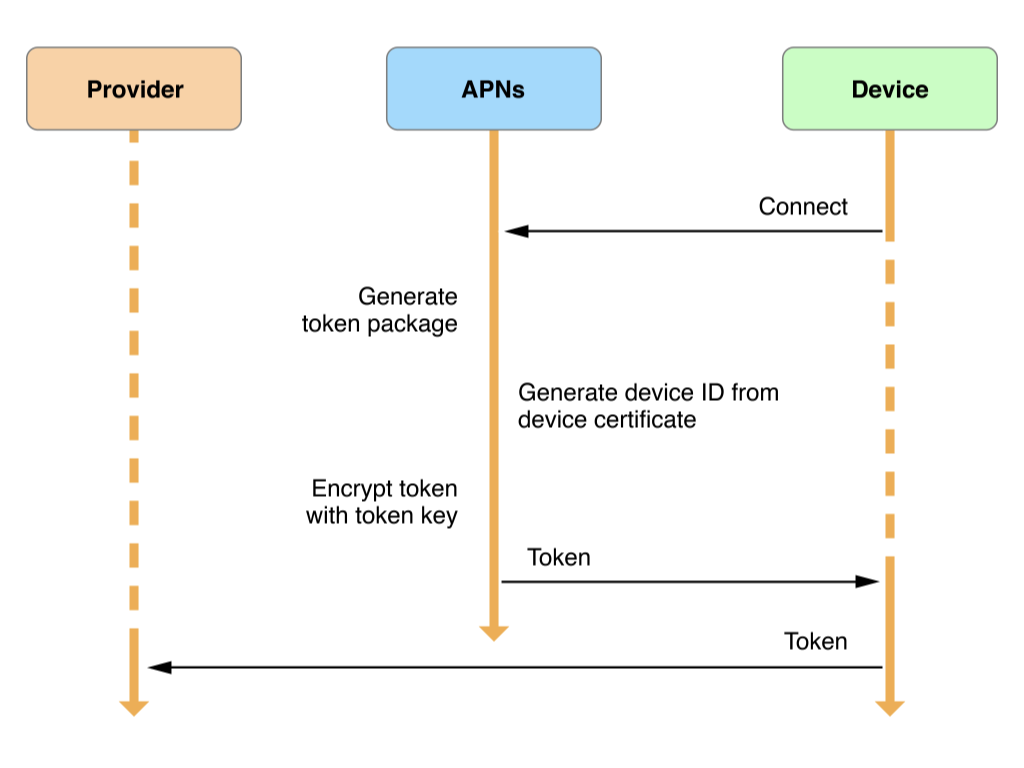 Provider
APNs
Device
Connect
Generate
token package
Generate device ID from
device certificate
Encrypt token
with token key
Token
Token